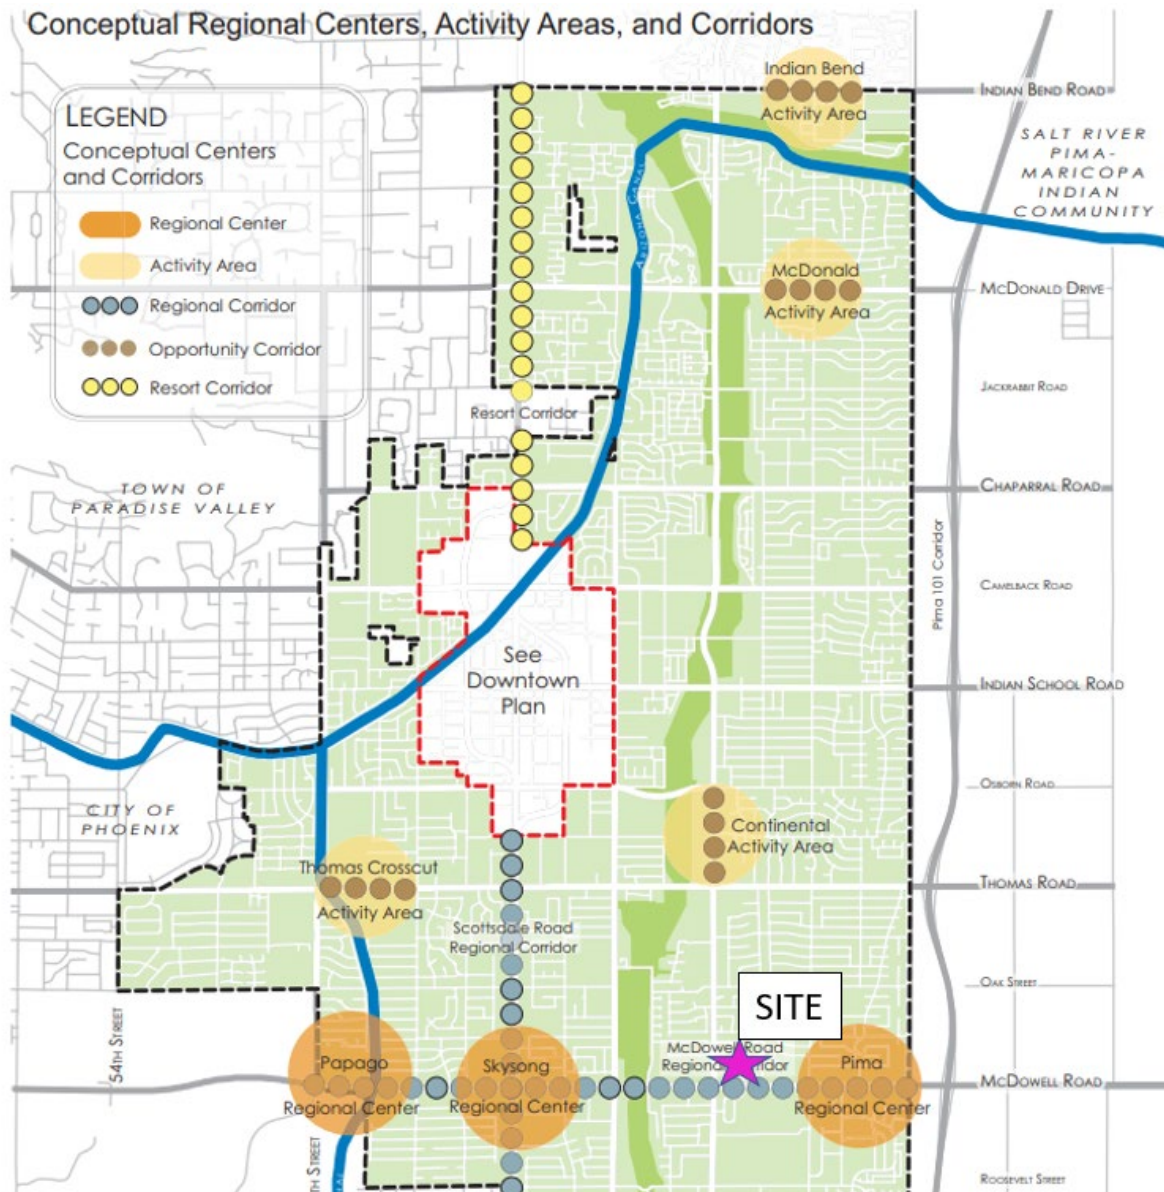 Conceptual Regional Centers, Activity Areas, and Corridors
LEGEND
Conceptual Centers
and Corridors
Regional Center
Activity Area
Regional Corridor
Opportunity Corridor
Resort Corridor
Indian Bend
Activity Area
INDIAN BEND ROAD
SALT RIVER
PIMA-
MARICOPA
INDIAN
COMMUNITY
ARIZONA CANAL
McDonald
Activity Area
MCDONALD DRIVE
JACKRABBIT ROAD
Resort Corridor
TOWN OF
PARADISE VALLEY
CHAPARRAL ROAD
Pima 101 Corridor
CAMELBACK ROAD
See
Downtown
Plan
INDIAN SCHOOL ROAD
OSBORN ROAD
CITY OF
PHOENIX
Continental
Activity Area
Thomas Crosscut
Activity Area
THOMAS ROAD
Scottsdale Road
Regional Corridor
OAK STREET
SITE
54TH STREET
McDowell Road
Regional Corridor
Papago
Regional Center
Skysong
Regional Center
Pima
Regional Center
MCDOWELL ROAD
TH STREET
ROOSEVELT STREET